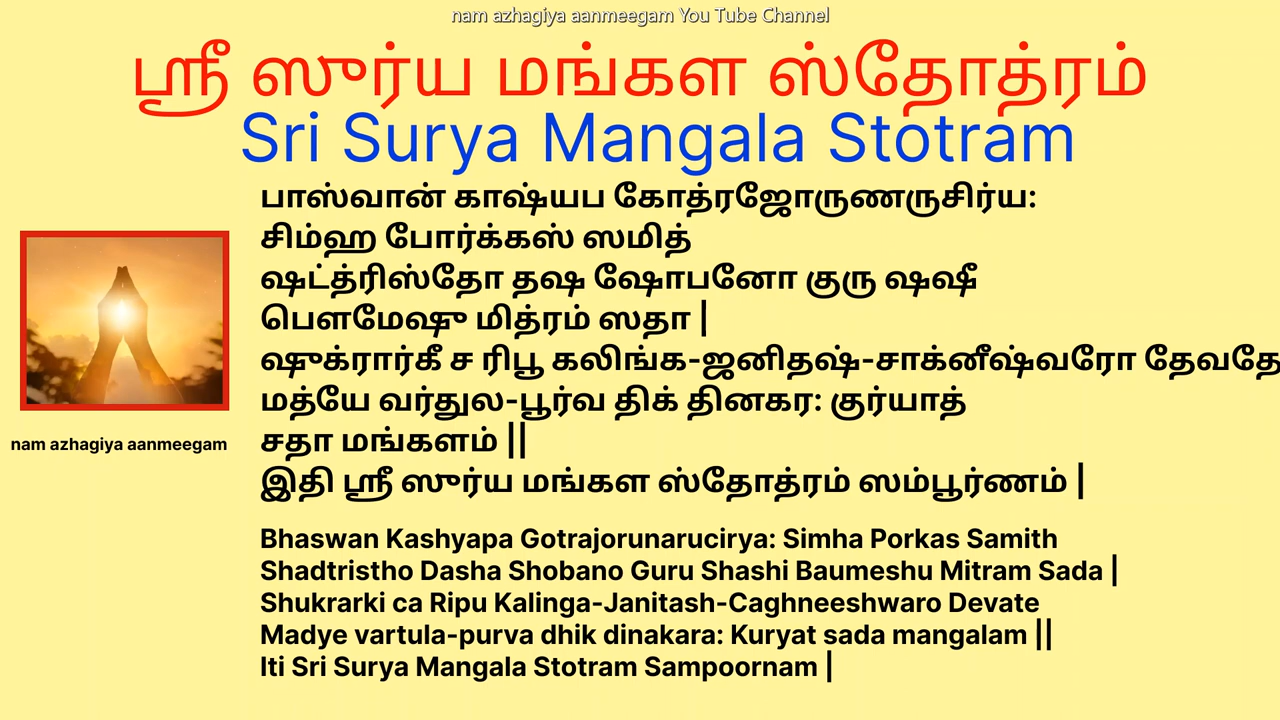 nam azhagiya aanmeegam You Tube Channel
ஸ்ரீ ஸுர்ய மங்கள ஸ்தோத்ரம்
Sri Surya Mangala Stotram
பாஸ்வான் காஷ்யப கோத்ரஜோருணருசிர்ய:
சிம்ஹ போர்க்கஸ் ஸமித்
ஷட்த்ரிஸ்தோ தஷ ஷோபனோ குரு ஷஷீ
பௌமேஷு மித்ரம் ஸதா |
ஷுக்ரார்கீ ச ரிபூ கலிங்க-ஜனிதஷ்-சாக்னீஷ்வரோ தேவதே
மத்யே வர்துல-பூர்வ திக் தினகர: குர்யாத்
சதா மங்களம் ||
இதி ஸ்ரீ ஸுர்ய மங்கள ஸ்தோத்ரம் ஸம்பூர்ணம் |
nam azhagiya aanmeegam
Bhaswan Kashyapa Gotrajorunarucirya: Simha Porkas Samith
Shadtristho Dasha Shobano Guru Shashi Baumeshu Mitram Sada |
Shukrarki ca Ripu Kalinga-Janitash-Caghneeshwaro Devate
Madye vartula-purva dhik dinakara: Kuryat sada mangalam ||
Iti Sri Surya Mangala Stotram Sampoornam |